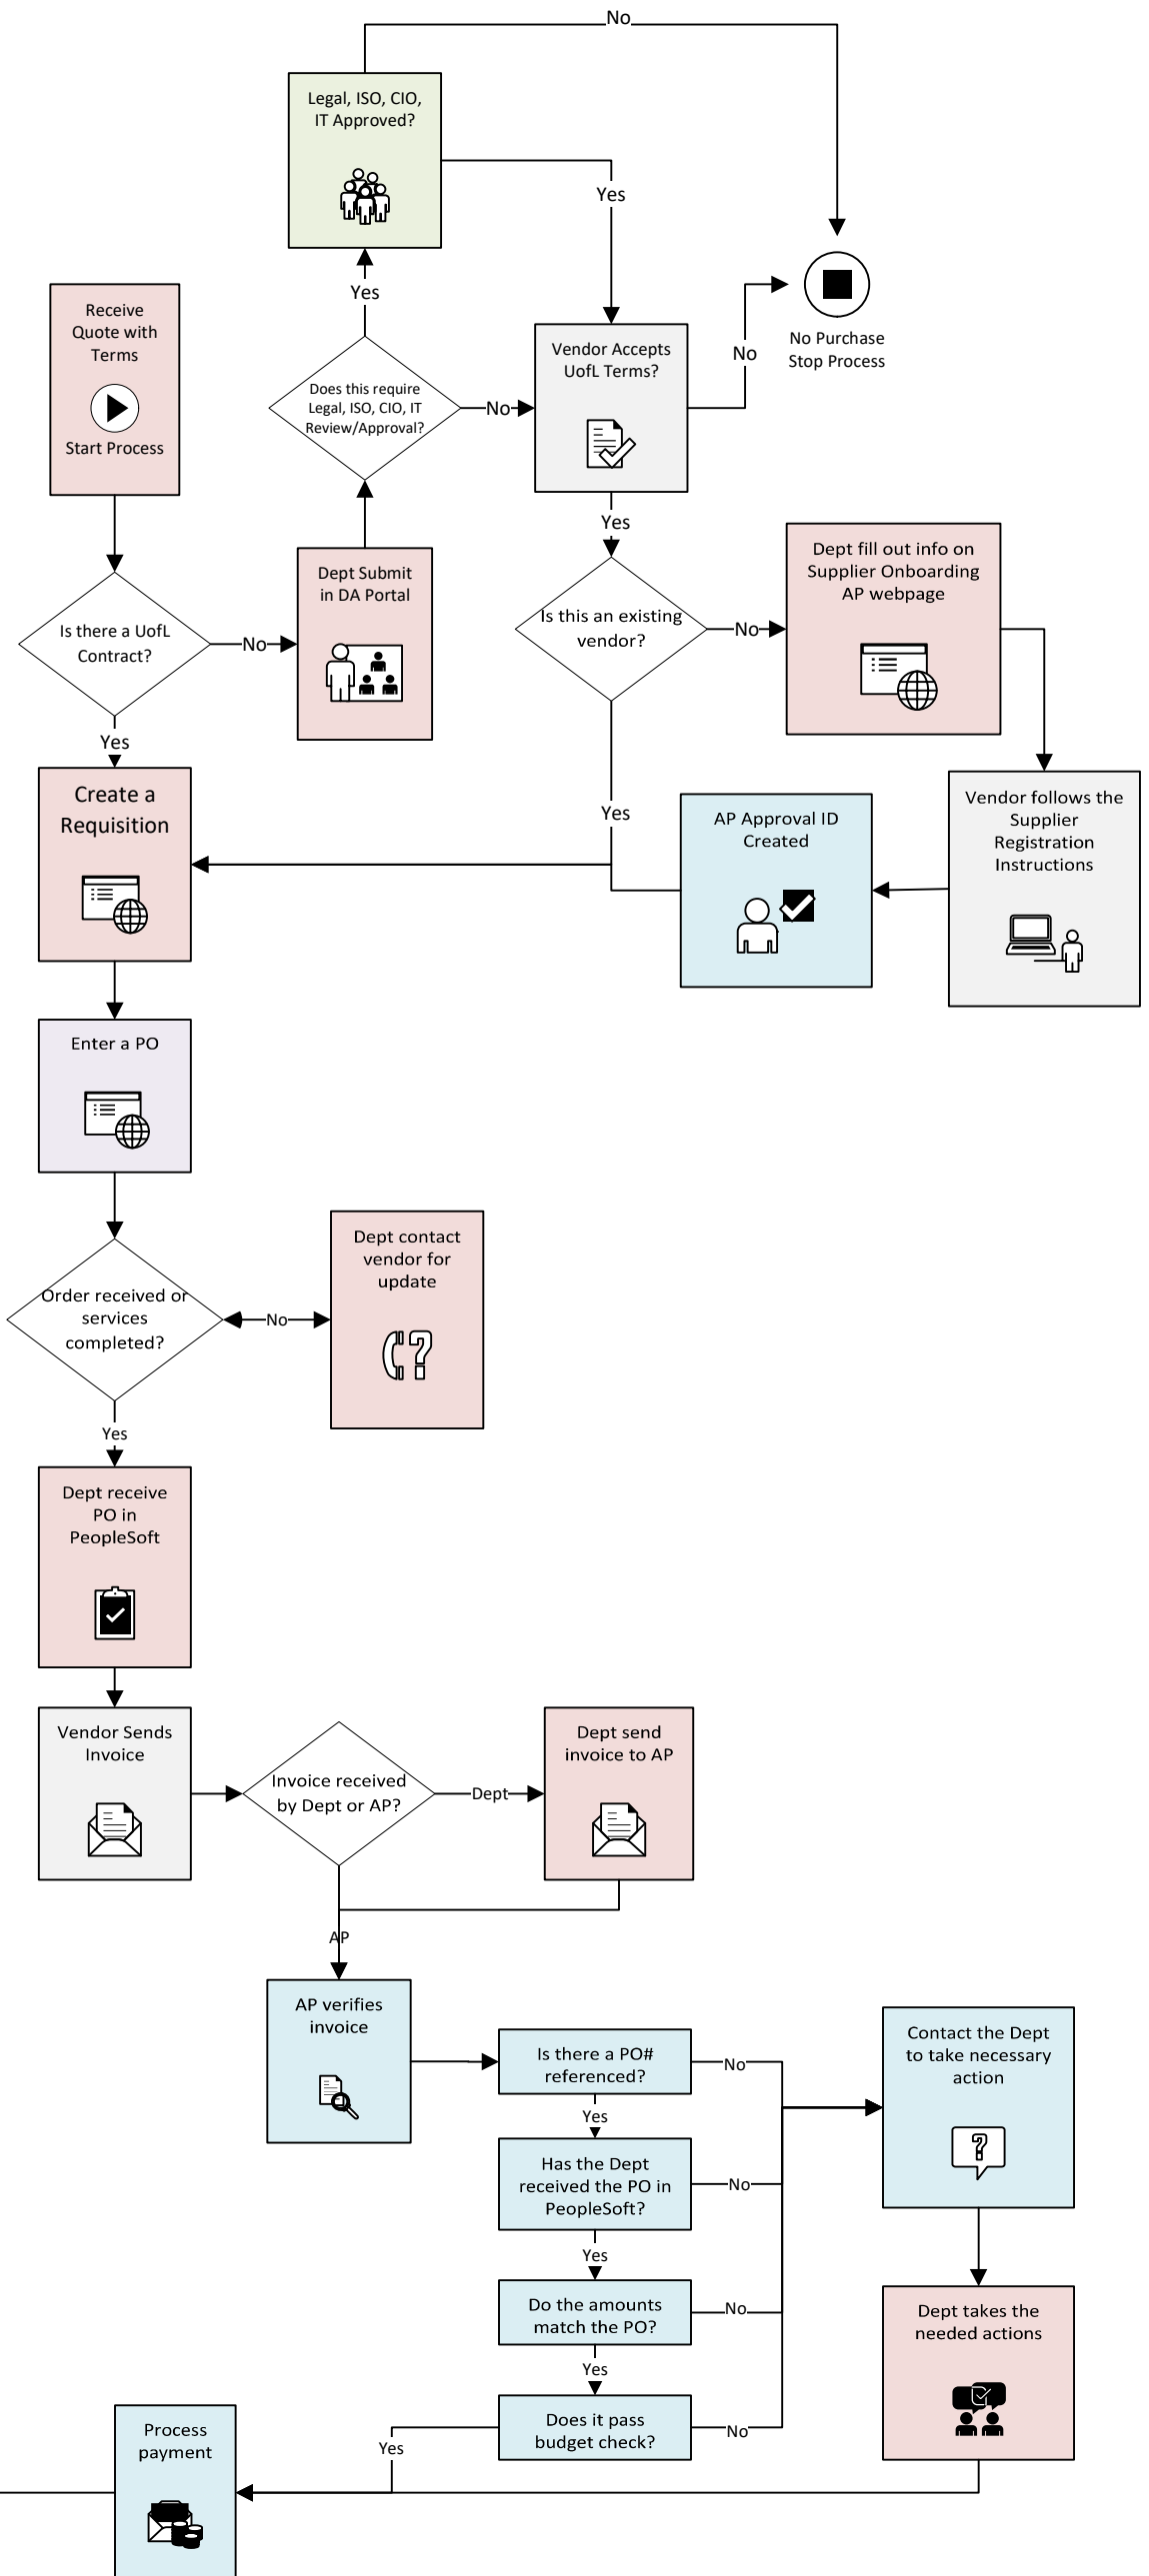 No
Legal, ISO, CIO,
IT Approved?
Yes
Yes
Receive
Quote with
Terms
Start Process
Does this require
Legal, ISO, CIO, IT
Review/Approval?
No
Vendor Accepts
UofL Terms?
No
No Purchase
Stop Process
Yes
Is there a UofL
Contract?
No
Dept Submit
in DA Portal
Is this an existing
vendor?
No
Dept fill out info on
Supplier Onboarding
AP webpage
Yes
Create a
Requisition
Yes
AP Approval ID
Created
Vendor follows the
Supplier
Registration
Instructions
Enter a PO
Order received or
services
completed?
No
Dept contact
vendor for
update
Yes
Dept receive
PO in
PeopleSoft
Vendor Sends
Invoice
Invoice received
by Dept or AP?
Dept
Dept send
invoice to AP
AP
AP verifies
invoice
Is there a PO#
referenced?
No
Contact the Dept
to take necessary
action
Yes
Has the Dept
received the PO in
PeopleSoft?
No
Yes
Do the amounts
match the PO?
No
Dept takes the
needed actions
Yes
Does it pass
budget check?
No
Yes
Process
payment